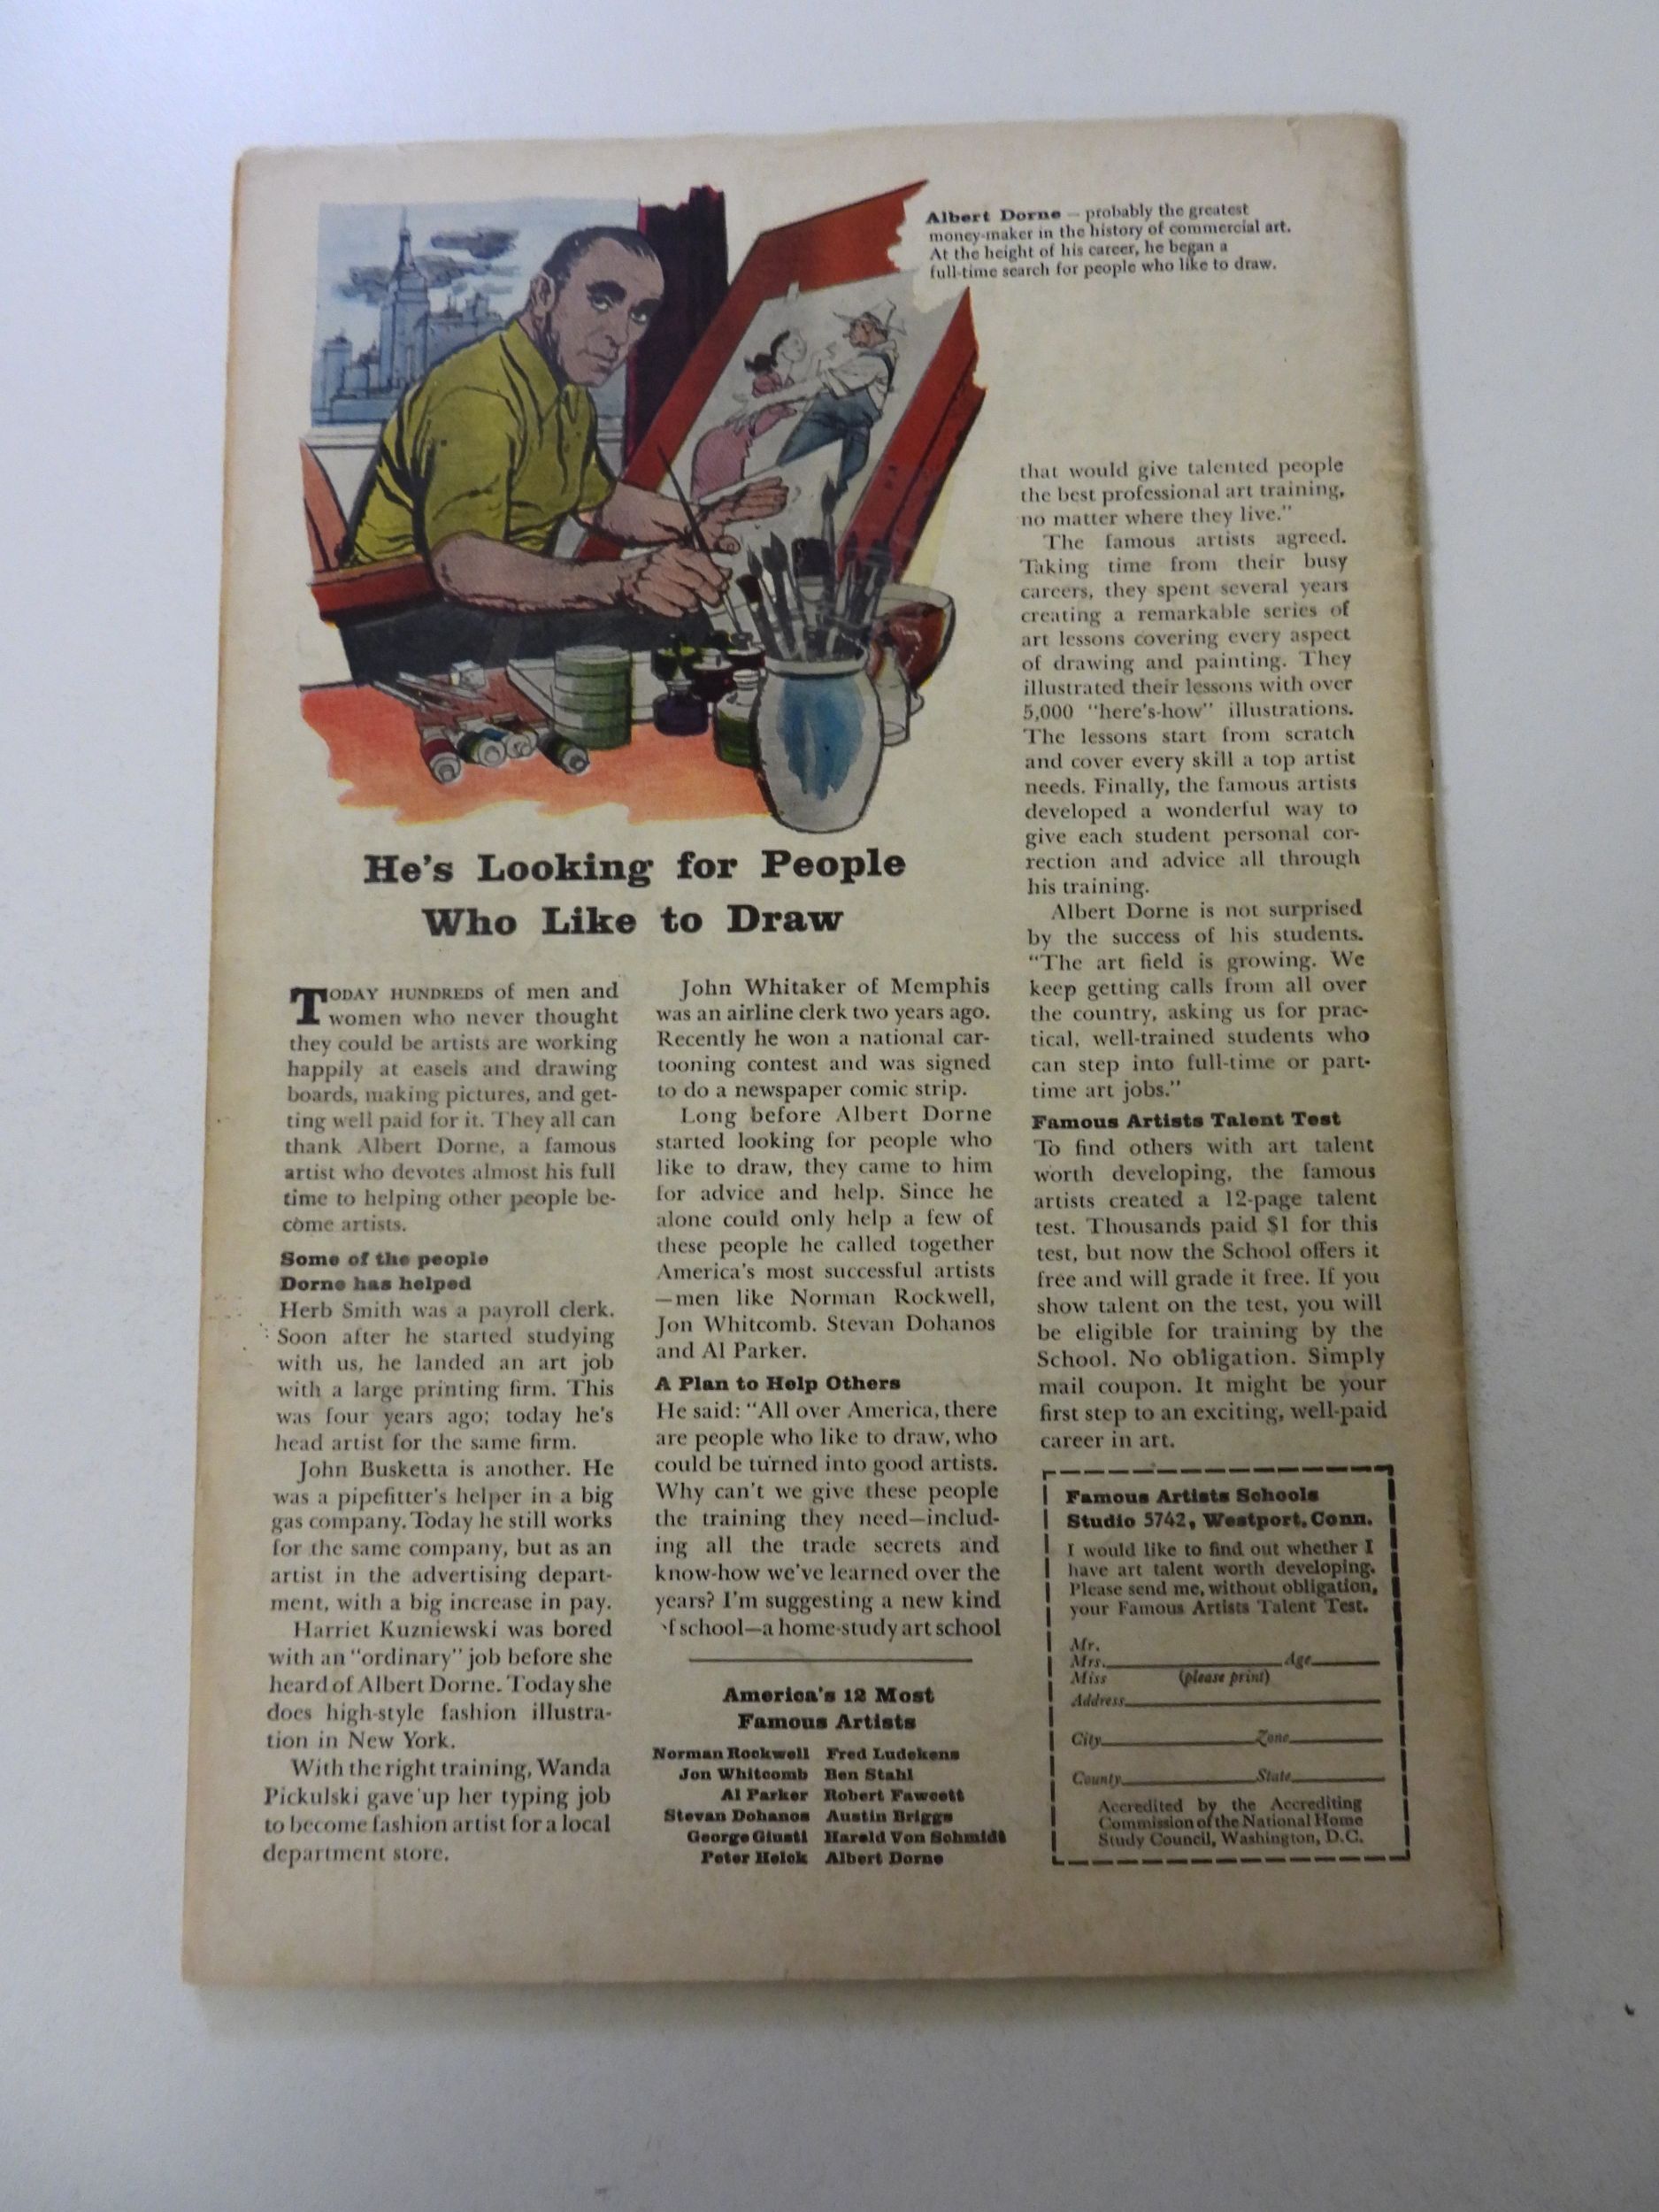 Albert Dorne — probably the greatest
money-maker in the history of commercial art.
At the height of his career, he began a
full-time search for people who like to draw.
He's Looking for People
Who Like to Draw
TODAY HUNDREDS of men and
women who never thought
they could be artists are working
happily at easels and drawing
boards, making pictures, and get-
ting well paid for it. They all can
thank Albert Dorne, a famous
artist who devotes almost his full
time to helping other people be-
come artists.
Some of the people
Dorne has helped
Herb Smith was a payroll clerk.
Soon after he started studying
with us, he landed an art job
with a large printing firm. This
was four years ago; today he's
head artist for the same firm.
John Busketta is another. He
was a pipefitter's helper in a big
gas company. Today he still works
for the same company, but as an
artist in the advertising depart-
ment, with a big increase in pay.
Harriet Kuzniewski was bored
with an "ordinary" job before she
heard of Albert Dorne. Today she
does high-style fashion illustra-
tion in New York.
With the right training, Wanda
Pickulski gave up her typing job
to become fashion artist for a local
department store.
John Whitaker of Memphis
was an airline clerk two years ago.
Recently he won a national car-
tooning contest and was signed
to do a newspaper comic strip.
Long before Albert Dorne
started looking for people who
like to draw, they came to him
for advice and help. Since he
alone could only help a few of
these people he called together
America's most successful artists
—men like Norman Rockwell,
Jon Whitcomb. Stevan Dohanos
and Al Parker.
A Plan to Help Others
He said: "All over America, there
are people who like to draw, who
could be turned into good artists.
Why can't we give these people
the training they need—includ-
ing all the trade secrets and
know-how we've learned over the
years? I'm suggesting a new kind
of school—a home-study art school
America's 12 Most
Famous Artists
Norman Rockwell Fred Ludekens
Jon Whitcomb Ben Stahl
Al Parker Robert Fawcett
Stevan Dohanos Austin Briggs
George Giusti Harold Von Schmidt
Peter Helck Albert Dorne
that would give talented people
the best professional art training,
no matter where they live."
The famous artists agreed.
Taking time from their busy
careers, they spent several years
creating a remarkable series of
art lessons covering every aspect
of drawing and painting. They
illustrated their lessons with over
5,000 "here's-how" illustrations.
The lessons start from scratch
and cover every skill a top artist
needs. Finally, the famous artists
developed a wonderful way to
give each student personal cor-
rection and advice all through
his training.
Albert Dorne is not surprised
by the success of his students.
"The art field is growing. We
keep getting calls from all over
the country, asking us for prac-
tical, well-trained students who
can step into full-time or part-
time art jobs."
Famous Artists Talent Test
To find others with art talent
worth developing, the famous
artists created a 12-page talent
test. Thousands paid $1 for this
test, but now the School offers it
free and will grade it free. If you
show talent on the test, you will
be eligible for training by the
School. No obligation. Simply
mail coupon. It might be your
first step to an exciting, well-paid
career in art.
Famous Artists Schools
Studio 5742, Westport, Conn.
I would like to find out whether I
have art talent worth developing.
Please send me, without obligation,
your Famous Artists Talent Test.
Mr.
Mrs. Age
Miss (please print)
Address
City Zone
County State
Accredited by the Accrediting
Commission of the National Home
Study Council, Washington, D.C.